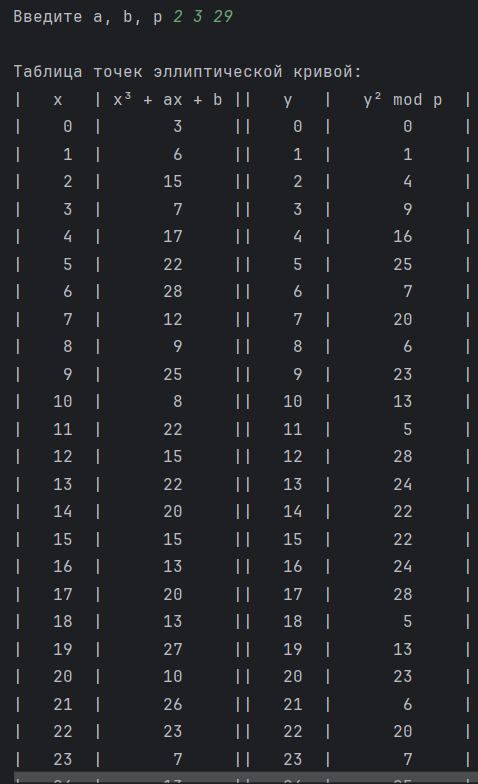 Введите a, b, p 2 3 29
Таблица точек эллиптической кривой:
| x | x³ + ax + b || y | y² mod p |
| 0 | 3 || 0 | 0 |
| 1 | 6 || 1 | 1 |
| 2 | 15 || 2 | 4 |
| 3 | 7 || 3 | 9 |
| 4 | 17 || 4 | 16 |
| 5 | 22 || 5 | 25 |
| 6 | 28 || 6 | 7 |
| 7 | 12 || 7 | 20 |
| 8 | 9 || 8 | 6 |
| 9 | 25 || 9 | 23 |
| 10 | 8 || 10 | 13 |
| 11 | 22 || 11 | 5 |
| 12 | 15 || 12 | 28 |
| 13 | 22 || 13 | 24 |
| 14 | 20 || 14 | 22 |
| 15 | 15 || 15 | 22 |
| 16 | 13 || 16 | 24 |
| 17 | 20 || 17 | 28 |
| 18 | 13 || 18 | 5 |
| 19 | 27 || 19 | 13 |
| 20 | 10 || 20 | 23 |
| 21 | 26 || 21 | 6 |
| 22 | 23 || 22 | 20 |
| 23 | 7 || 23 | 7 |